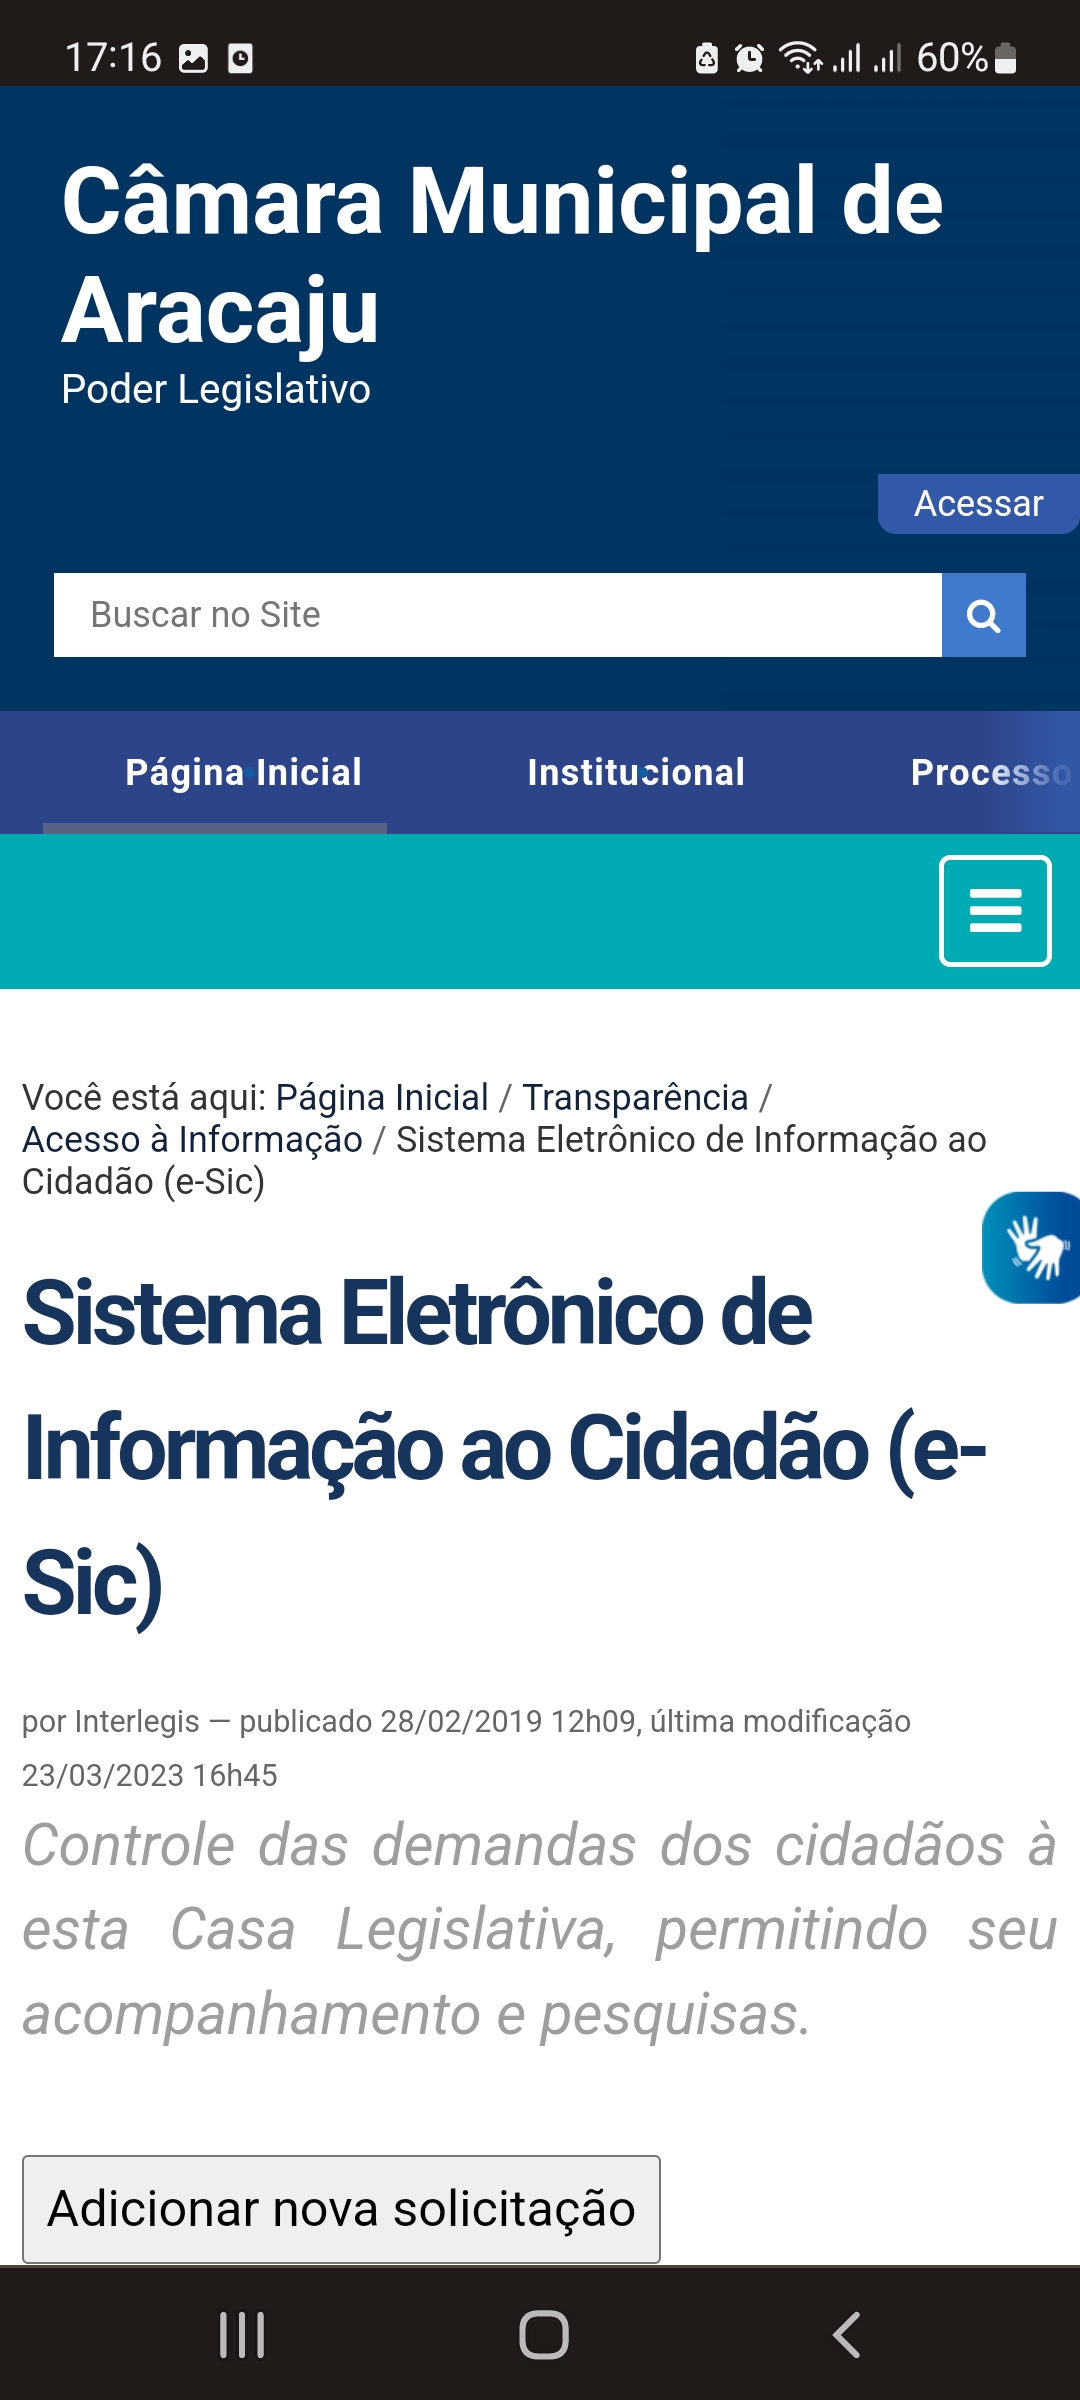 17:16
60%
Câmara Municipal de
Aracaju
Poder Legislativo
Acessar
Buscar no Site
Página Inicial Institucional Processo
Você está aqui: Página Inicial / Transparência /
Acesso à Informação / Sistema Eletrônico de Informação ao
Cidadão (e-Sic)
Sistema Eletrônico de
Informação ao Cidadão (e-
Sic)
por Interlegis — publicado 28/02/2019 12h09, última modificação
23/03/2023 16h45
Controle das demandas dos cidadãos à
esta Casa Legislativa, permitindo seu
acompanhamento e pesquisas.
Adicionar nova solicitação